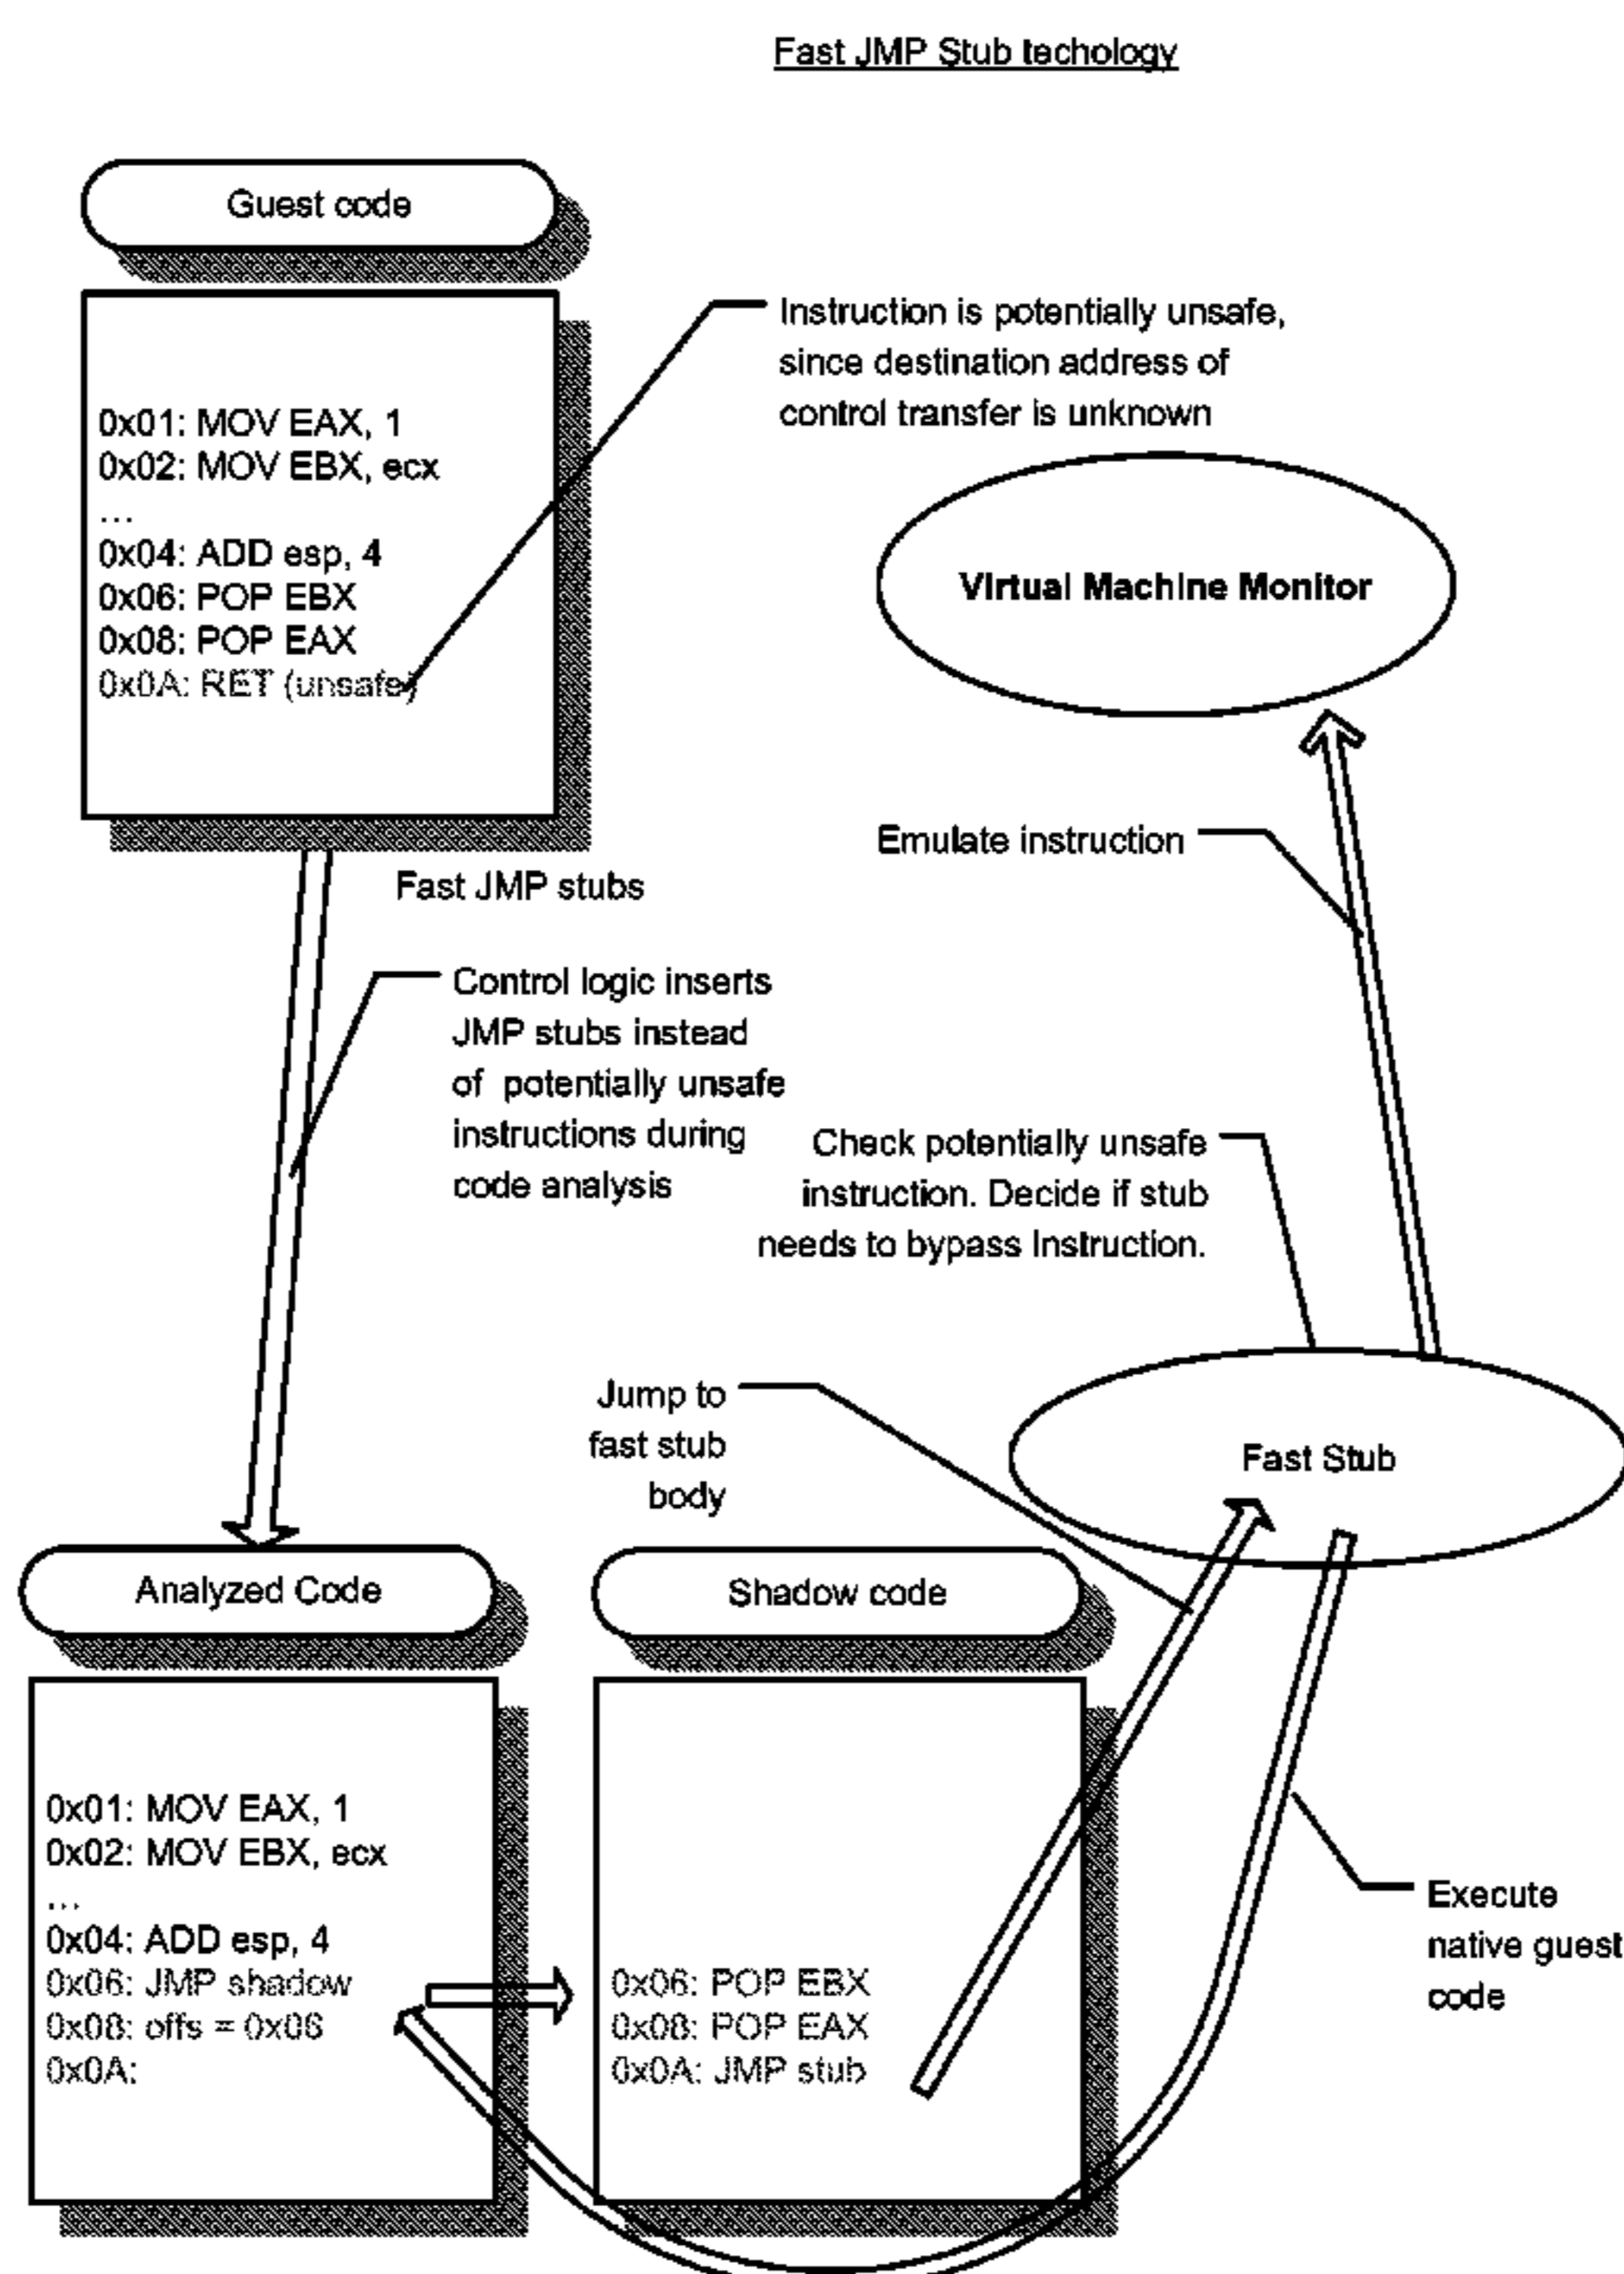 Fast JMP Stub techology
Guest code
0x01: MOV EAX, 1
0x02: MOV EBX, ecx
...
0x04: ADD esp, 4
0x06: POP EBX
0x08: POP EAX
0x0A: RET (unsafe)
Instruction is potentially unsafe,
since destination address of
control transfer is unknown
Virtual Machine Monitor
Emulate instruction
Fast JMP stubs
Control logic inserts
JMP stubs instead
of potentially unsafe
instructions during
code analysis
Check potentially unsafe
instruction. Decide if stub
needs to bypass Instruction.
Jump to
fast stub
body
Fast Stub
Analyzed Code
0x01: MOV EAX, 1
0x02: MOV EBX, ecx
...
0x04: ADD esp, 4
0x06: JMP shadow
0x08: offs = 0x06
0x0A:
Shadow code
0x06: POP EBX
0x08: POP EAX
0x0A: JMP stub
Execute
native guest
code